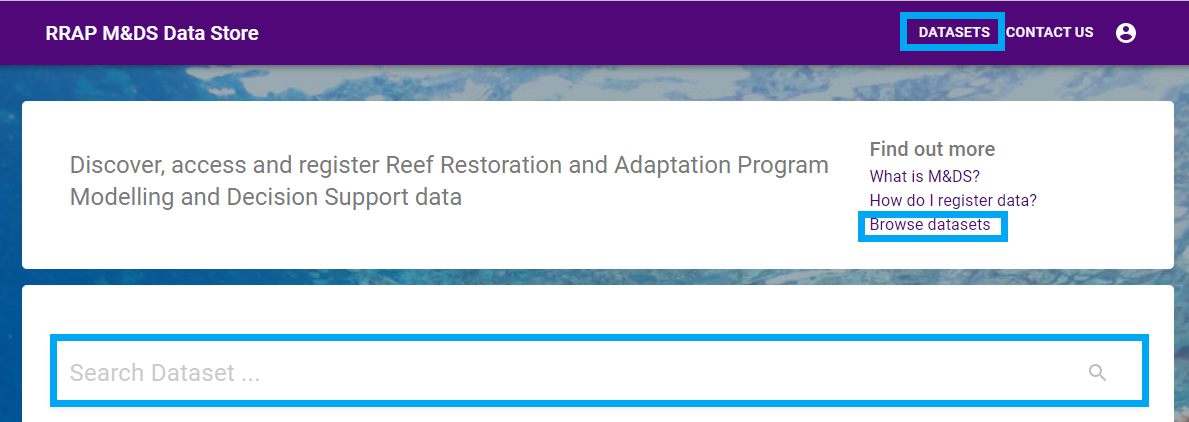 RRAP M&DS Data Store
DATASETS CONTACT US
Discover, access and register Reef Restoration and Adaptation Program
Modelling and Decision Support data
Find out more
What is M&DS?
How do I register data?
Browse datasets
Search Dataset ...